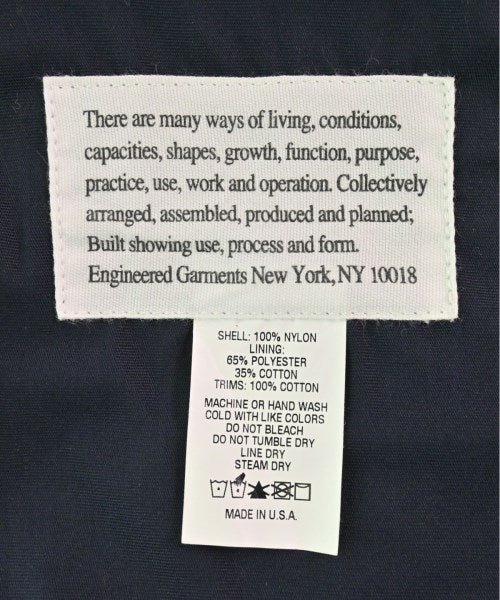 There are many ways of living, conditions,
capacities, shapes, growth, function, purpose,
practice, use, work and operation. Collectively
arranged, assembled, produced and planned;
Built showing use, process and form.
Engineered Garments New York, NY 10018
SHELL: 100% NYLON
LINING:
65% POLYESTER
35% COTTON
TRIMS: 100% COTTON
MACHINE OR HAND WASH
COLD WITH LIKE COLORS
DO NOT BLEACH
DO NOT TUMBLE DRY
LINE DRY
STEAM DRY
MADE IN U.S.A.